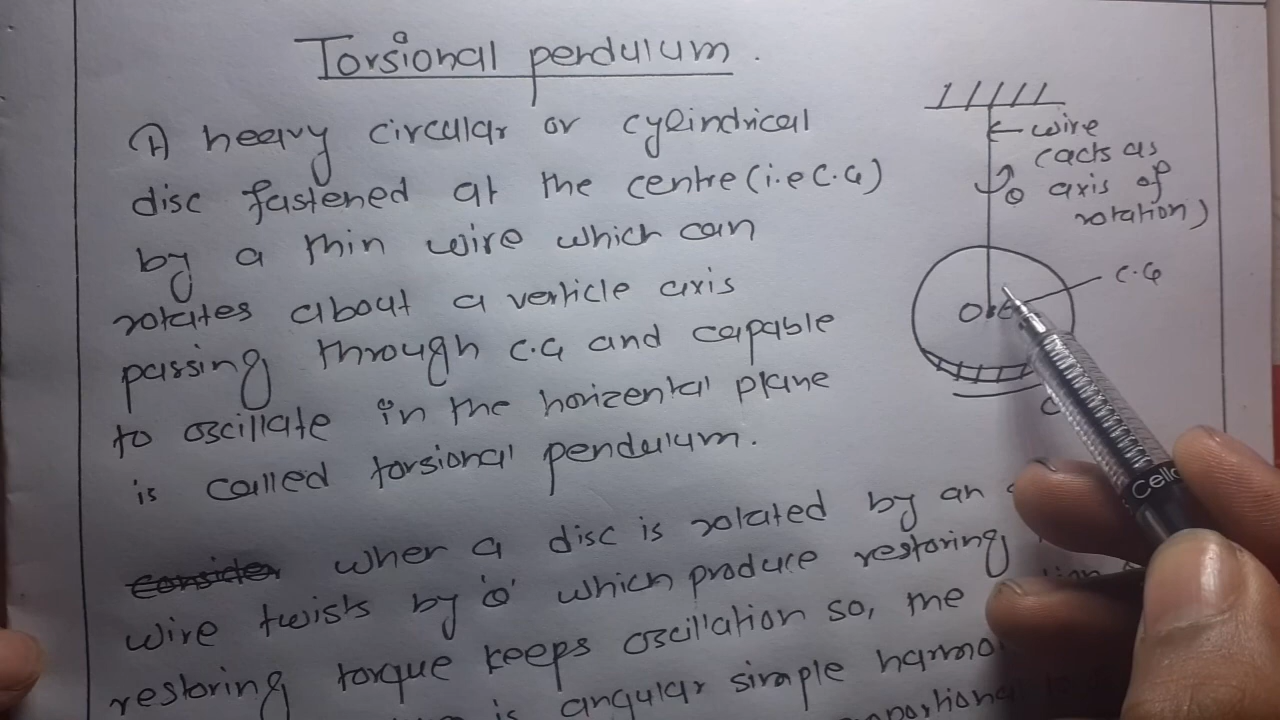 Torsional pendulum.
A heavy circular or cylindrical
disc fastened at the centre (i.e C.G)
by a thin wire which can
rotates about a verticle axis
passing through C.G and capable
to oscillate in the horizental plane
is called torsional pendulum.
when a disc is rotated by an
wire twists by 'θ' which produce restoring
restoring torque keeps oscillation so, the
is angular simple harmo
wire
(acts as
θ axis of
rotation)
C.G
Cello